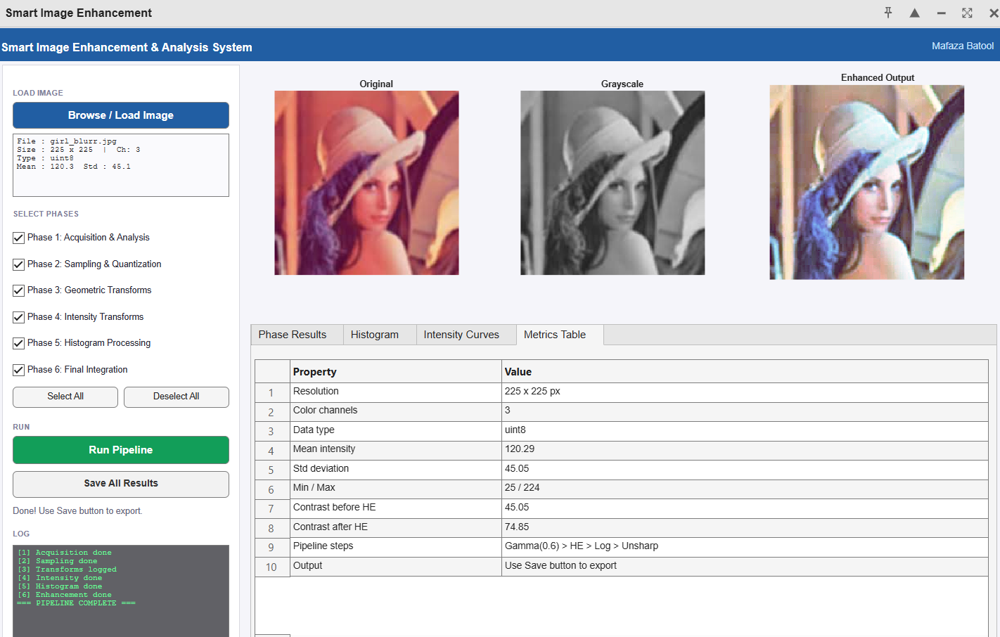 Smart Image Enhancement
Smart Image Enhancement & Analysis System
Mafaza Batool
LOAD IMAGE
Browse / Load Image
File : girl_blurr.jpg
Size : 225 x 225  |  Ch: 3
Type : uint8
Mean : 120.3  Std : 45.1
SELECT PHASES
Phase 1: Acquisition & Analysis
Phase 2: Sampling & Quantization
Phase 3: Geometric Transforms
Phase 4: Intensity Transforms
Phase 5: Histogram Processing
Phase 6: Final Integration
Select All
Deselect All
RUN
Run Pipeline
Save All Results
Done! Use Save button to export.
LOG
[1] Acquisition done
[2] Sampling done
[3] Transforms logged
[4] Intensity done
[5] Histogram done
[6] Enhancement done
=== PIPELINE COMPLETE ===
Original
Grayscale
Enhanced Output
Phase Results
Histogram
Intensity Curves
Metrics Table
Property Value
1 Resolution 225 x 225 px
2 Color channels 3
3 Data type uint8
4 Mean intensity 120.29
5 Std deviation 45.05
6 Min / Max 25 / 224
7 Contrast before HE 45.05
8 Contrast after HE 74.85
9 Pipeline steps Gamma(0.6) > HE > Log > Unsharp
10 Output Use Save button to export